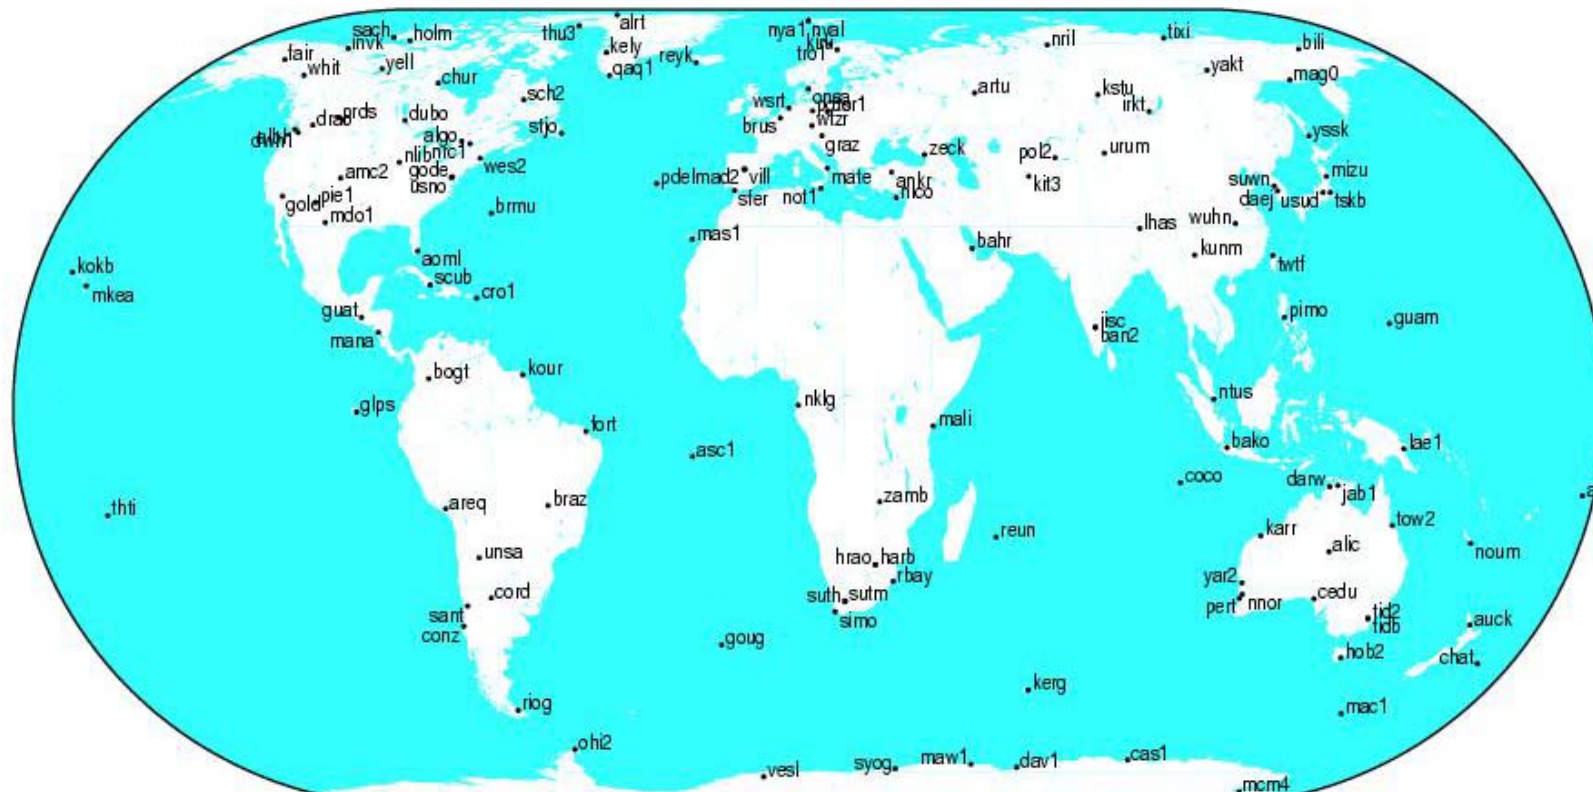 sach
holm
thu3
alrt
nya1
nyal
tro1
nril
tixi
bili
fair
invk
whit
yell
chur
kely
reyk
qaq1
yakt
mag0
sch2
artu
kstu
irkt
drao
prds
dubo
algo
stjo
wsrt
brus
onsa
wtzr
graz
zeck
pol2
urum
yssk
nlib
gode
usno
wes2
amc2
pie1
gold
mdo1
brmu
pdel
mad2
vill
sfer
not1
mate
ankr
nico
kit3
suwn
daej
mizu
usud
tskb
wuhn
lhas
kunm
twtf
mas1
bahr
aoml
scub
cro1
kokb
mkea
guat
mana
iisc
ban2
pimo
guam
bogt
kour
glps
fort
nklg
mali
ntus
bako
lae1
asc1
coco
darw
jab1
a
thti
areq
braz
zamb
reun
karr
tow2
alic
noum
unsa
hrao
harb
rbay
yar2
cord
suth
sutm
simo
pert
nnor
cedu
tid2
tidb
auck
sant
conz
goug
hob2
chat
kerg
riog
mac1
ohi2
vesl
syog
maw1
dav1
cas1
mcm4